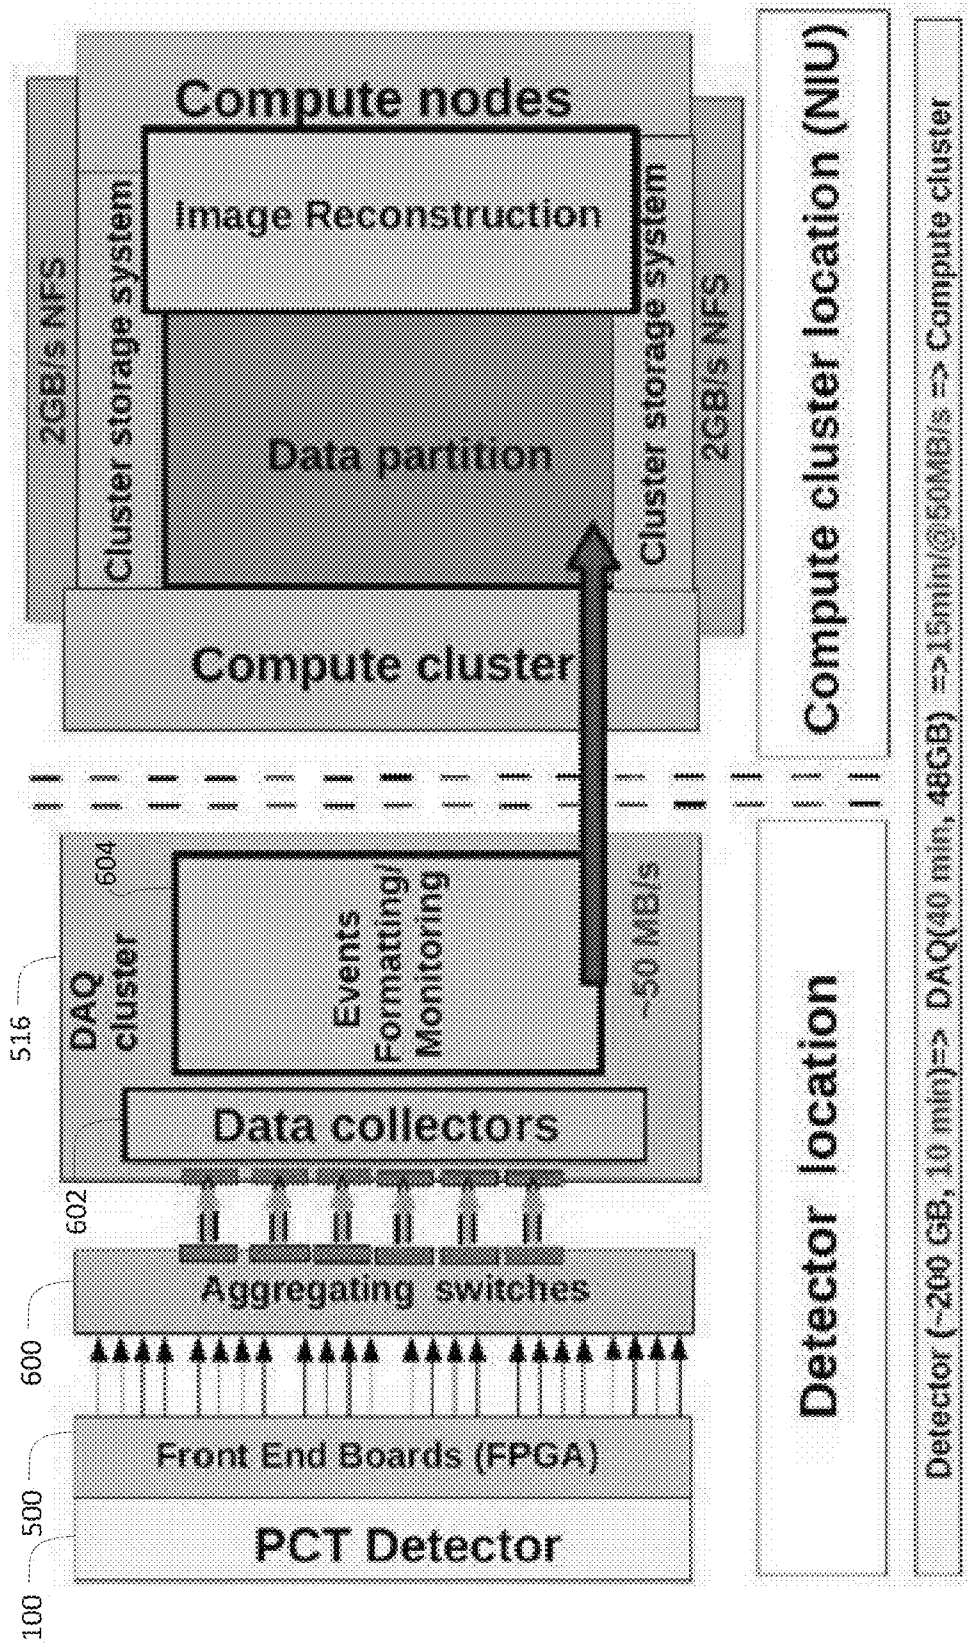 Compute nodes
Image Reconstruction
2GB/s NFS
Cluster storage system
Data partition
Cluster storage system
2GB/s NFS
Compute cluster
Compute cluster location (NIU)
516
DAQ
cluster
604
Events
Formatting/
Monitoring
~50 MB/s
Data collectors
602
Aggregating switches
600
Front End Boards (FPGA)
500
PCT Detector
100
Detector location
Detector (~200 GB, 10 min)=> DAQ(40 min, 48GB) =>15min/@50MB/s => Compute cluster